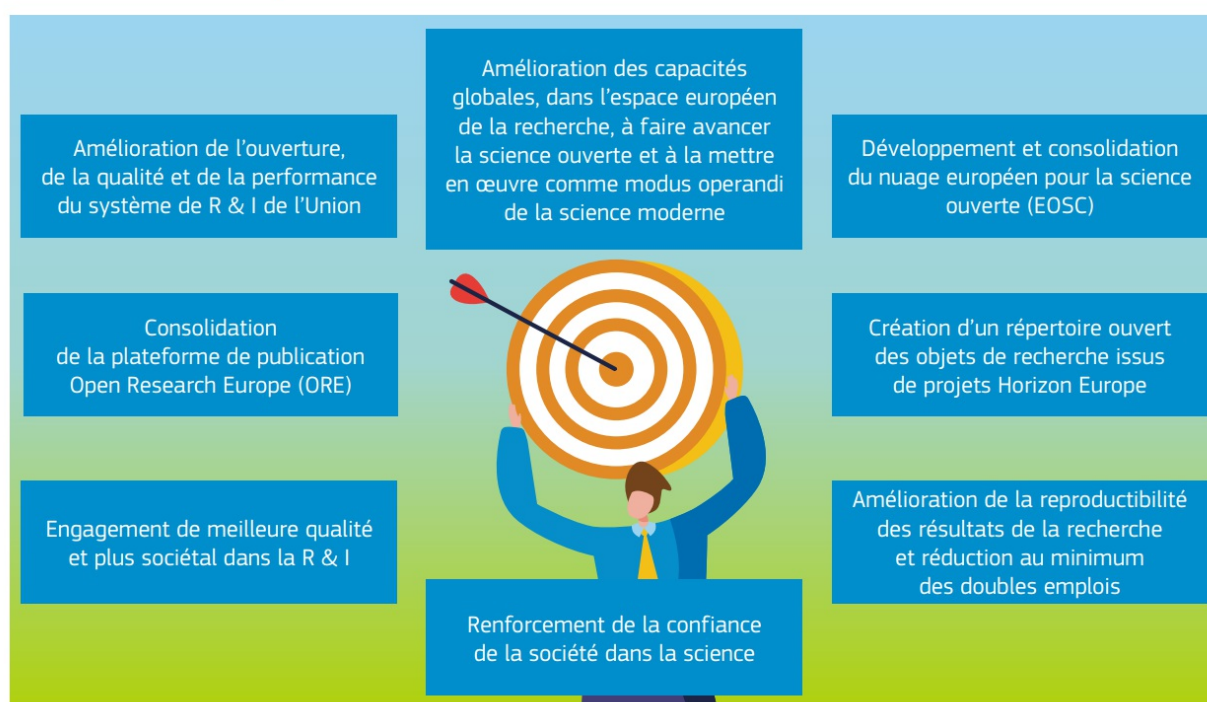 Amélioration de l’ouverture,
de la qualité et de la performance
du système de R & I de l’Union
Amélioration des capacités
globales, dans l’espace européen
de la recherche, à faire avancer
la science ouverte et à la mettre
en œuvre comme modus operandi
de la science moderne
Développement et consolidation
du nuage européen pour la science
ouverte (EOSC)
Consolidation
de la plateforme de publication
Open Research Europe (ORE)
Création d’un répertoire ouvert
des objets de recherche issus
de projets Horizon Europe
Engagement de meilleure qualité
et plus sociétal dans la R & I
Renforcement de la confiance
de la société dans la science
Amélioration de la reproductibilité
des résultats de la recherche
et réduction au minimum
des doubles emplois